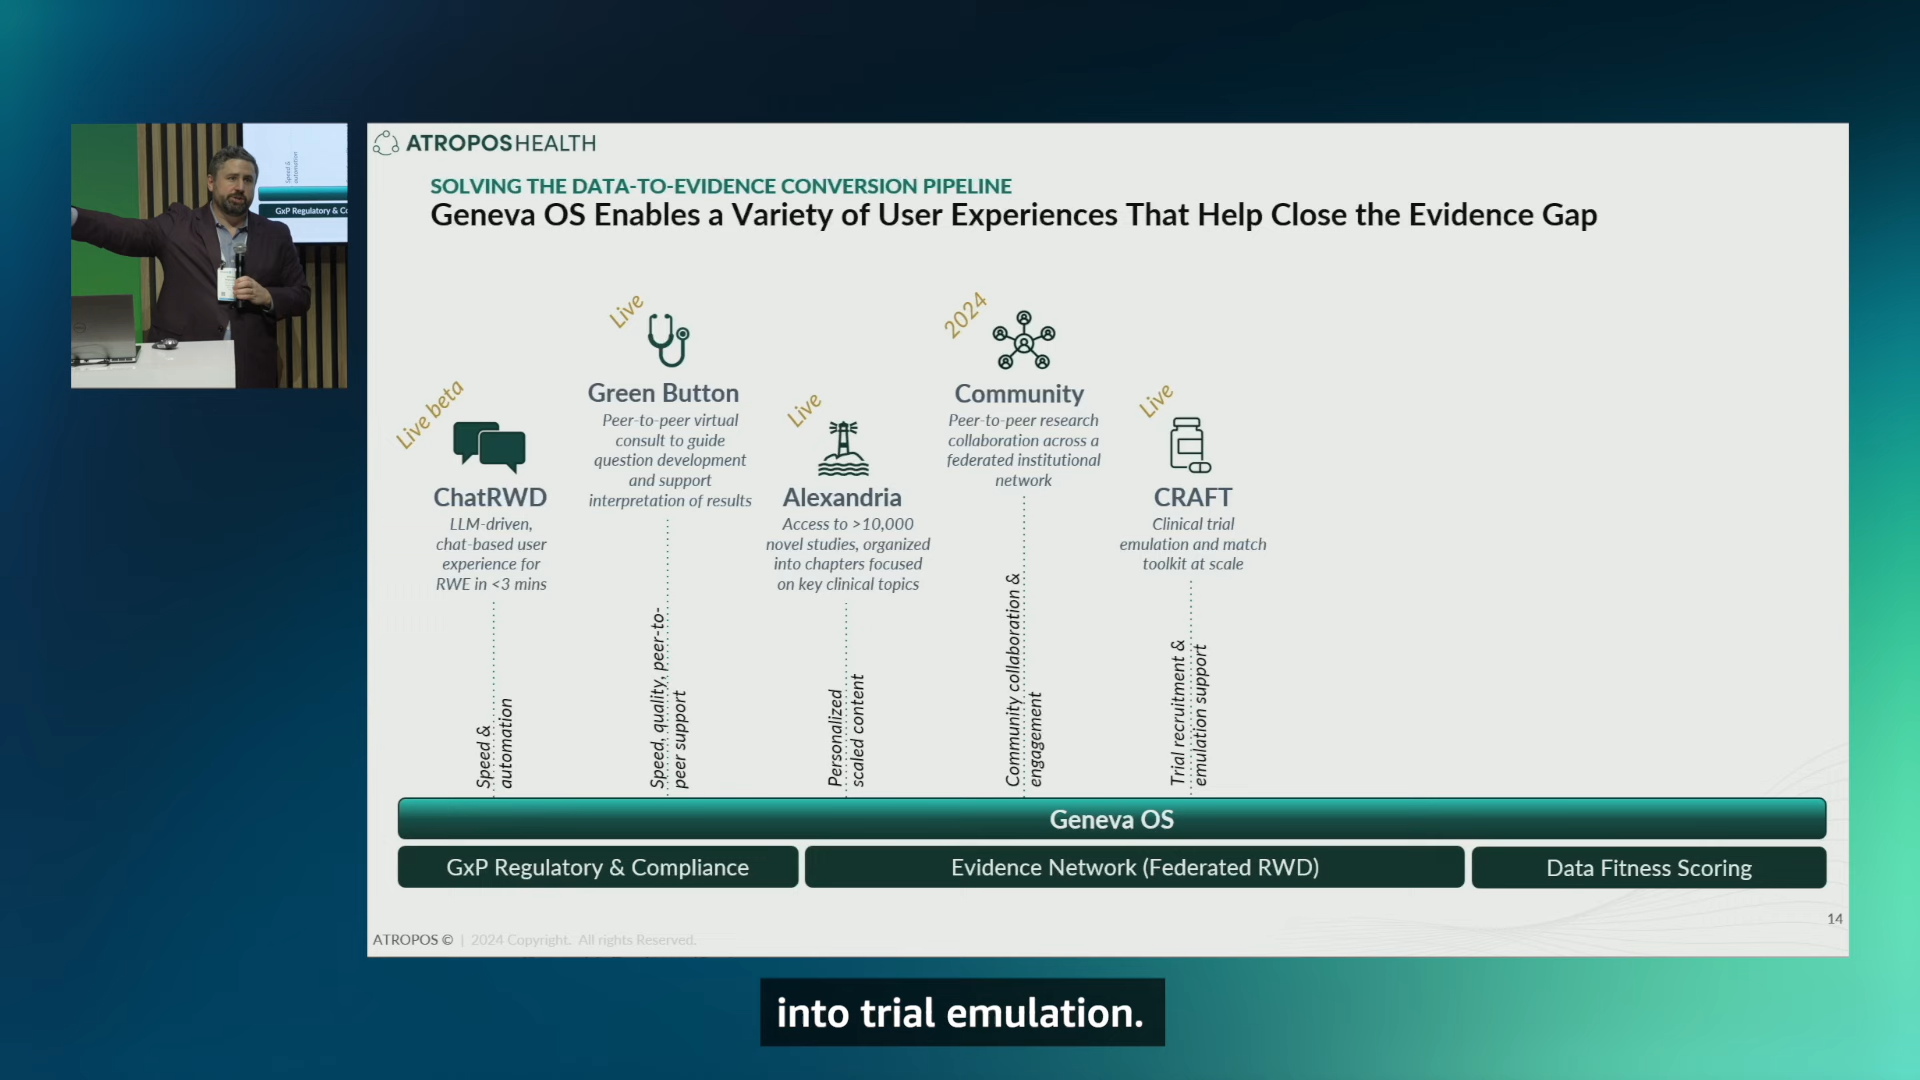 ATROPOSHEALTH
SOLVING THE DATA-TO-EVIDENCE CONVERSION PIPELINE
Geneva OS Enables a Variety of User Experiences That Help Close the Evidence Gap
Speed &
automation
GxP Regulatory & Co
Live beta
ChatRWD
LLM-driven,
chat-based user
experience for
RWE in <3 mins
Speed &
automation
Live
Green Button
Peer-to-peer virtual
consult to guide
question development
and support
interpretation of results
Speed, quality, peer-to-
peer support
Live
Alexandria
Access to >10,000
novel studies, organized
into chapters focused
on key clinical topics
Personalized
scaled content
2024
Community
Peer-to-peer research
collaboration across a
federated institutional
network
Community collaboration &
engagement
Live
CRAFT
Clinical trial
emulation and match
toolkit at scale
Trial recruitment &
emulation support
Geneva OS
GxP Regulatory & Compliance
Evidence Network (Federated RWD)
Data Fitness Scoring
14
ATROPOS © | 2024 Copyright. All rights Reserved.
into trial emulation.